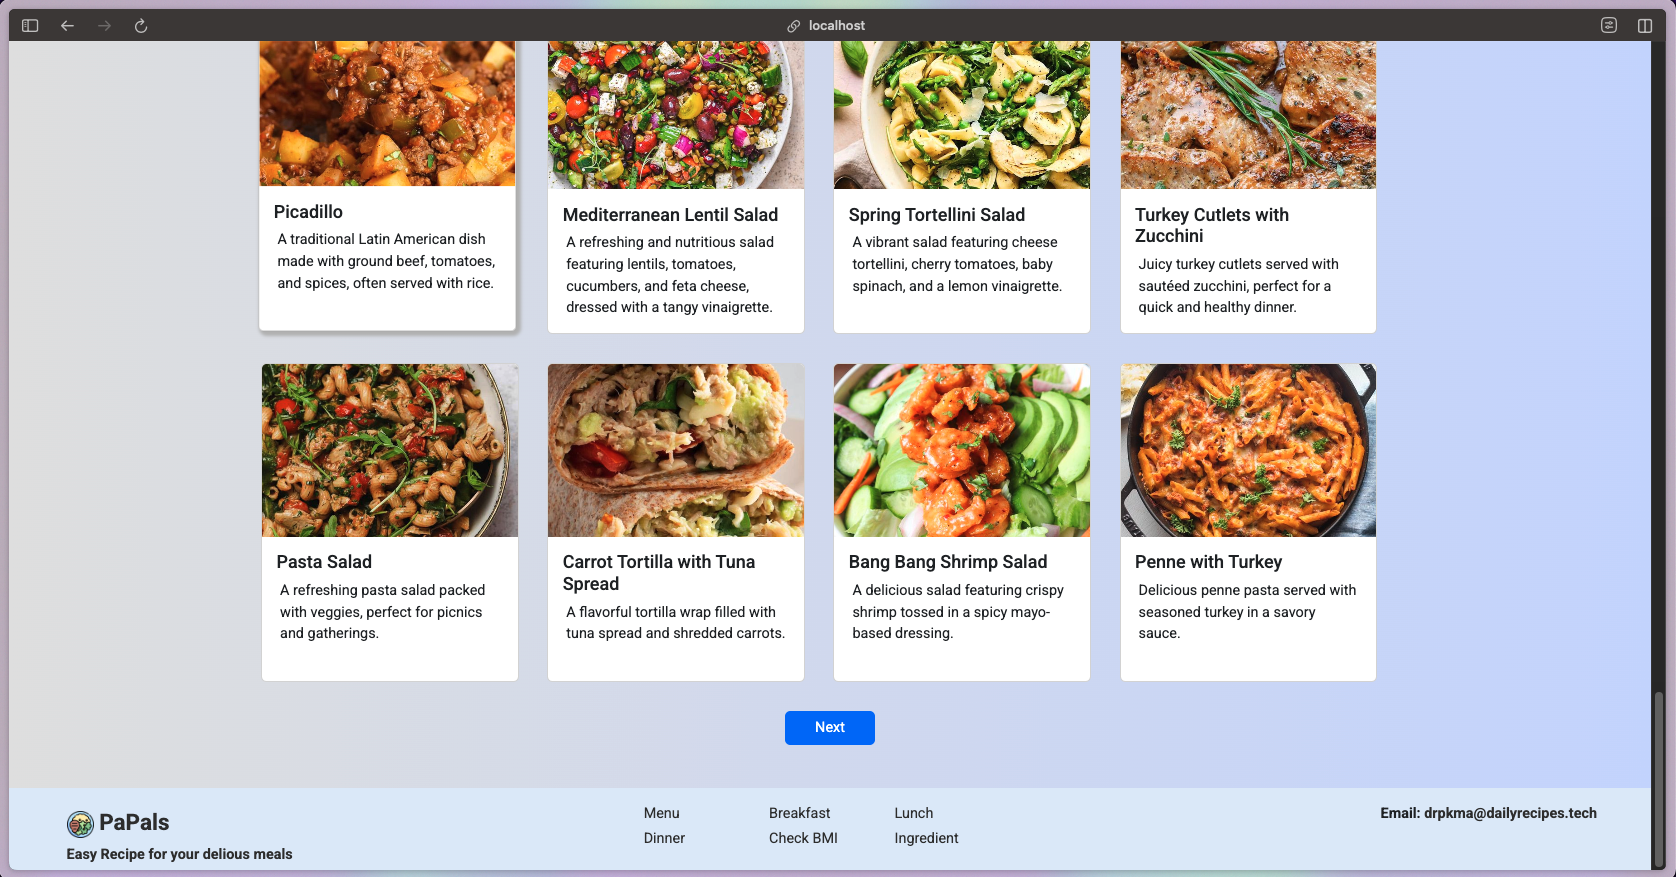 localhost
Picadillo
A traditional Latin American dish
made with ground beef, tomatoes,
and spices, often served with rice.
Mediterranean Lentil Salad
A refreshing and nutritious salad
featuring lentils, tomatoes,
cucumbers, and feta cheese,
dressed with a tangy vinaigrette.
Spring Tortellini Salad
A vibrant salad featuring cheese
tortellini, cherry tomatoes, baby
spinach, and a lemon vinaigrette.
Turkey Cutlets with
Zucchini
Juicy turkey cutlets served with
sautéed zucchini, perfect for a
quick and healthy dinner.
Pasta Salad
A refreshing pasta salad packed
with veggies, perfect for picnics
and gatherings.
Carrot Tortilla with Tuna
Spread
A flavorful tortilla wrap filled with
tuna spread and shredded carrots.
Bang Bang Shrimp Salad
A delicious salad featuring crispy
shrimp tossed in a spicy mayo-
based dressing.
Penne with Turkey
Delicious penne pasta served with
seasoned turkey in a savory
sauce.
Next
PaPals
Easy Recipe for your delious meals
Menu Breakfast Lunch
Dinner Check BMI Ingredient
Email: drpkma@dailyrecipes.tech